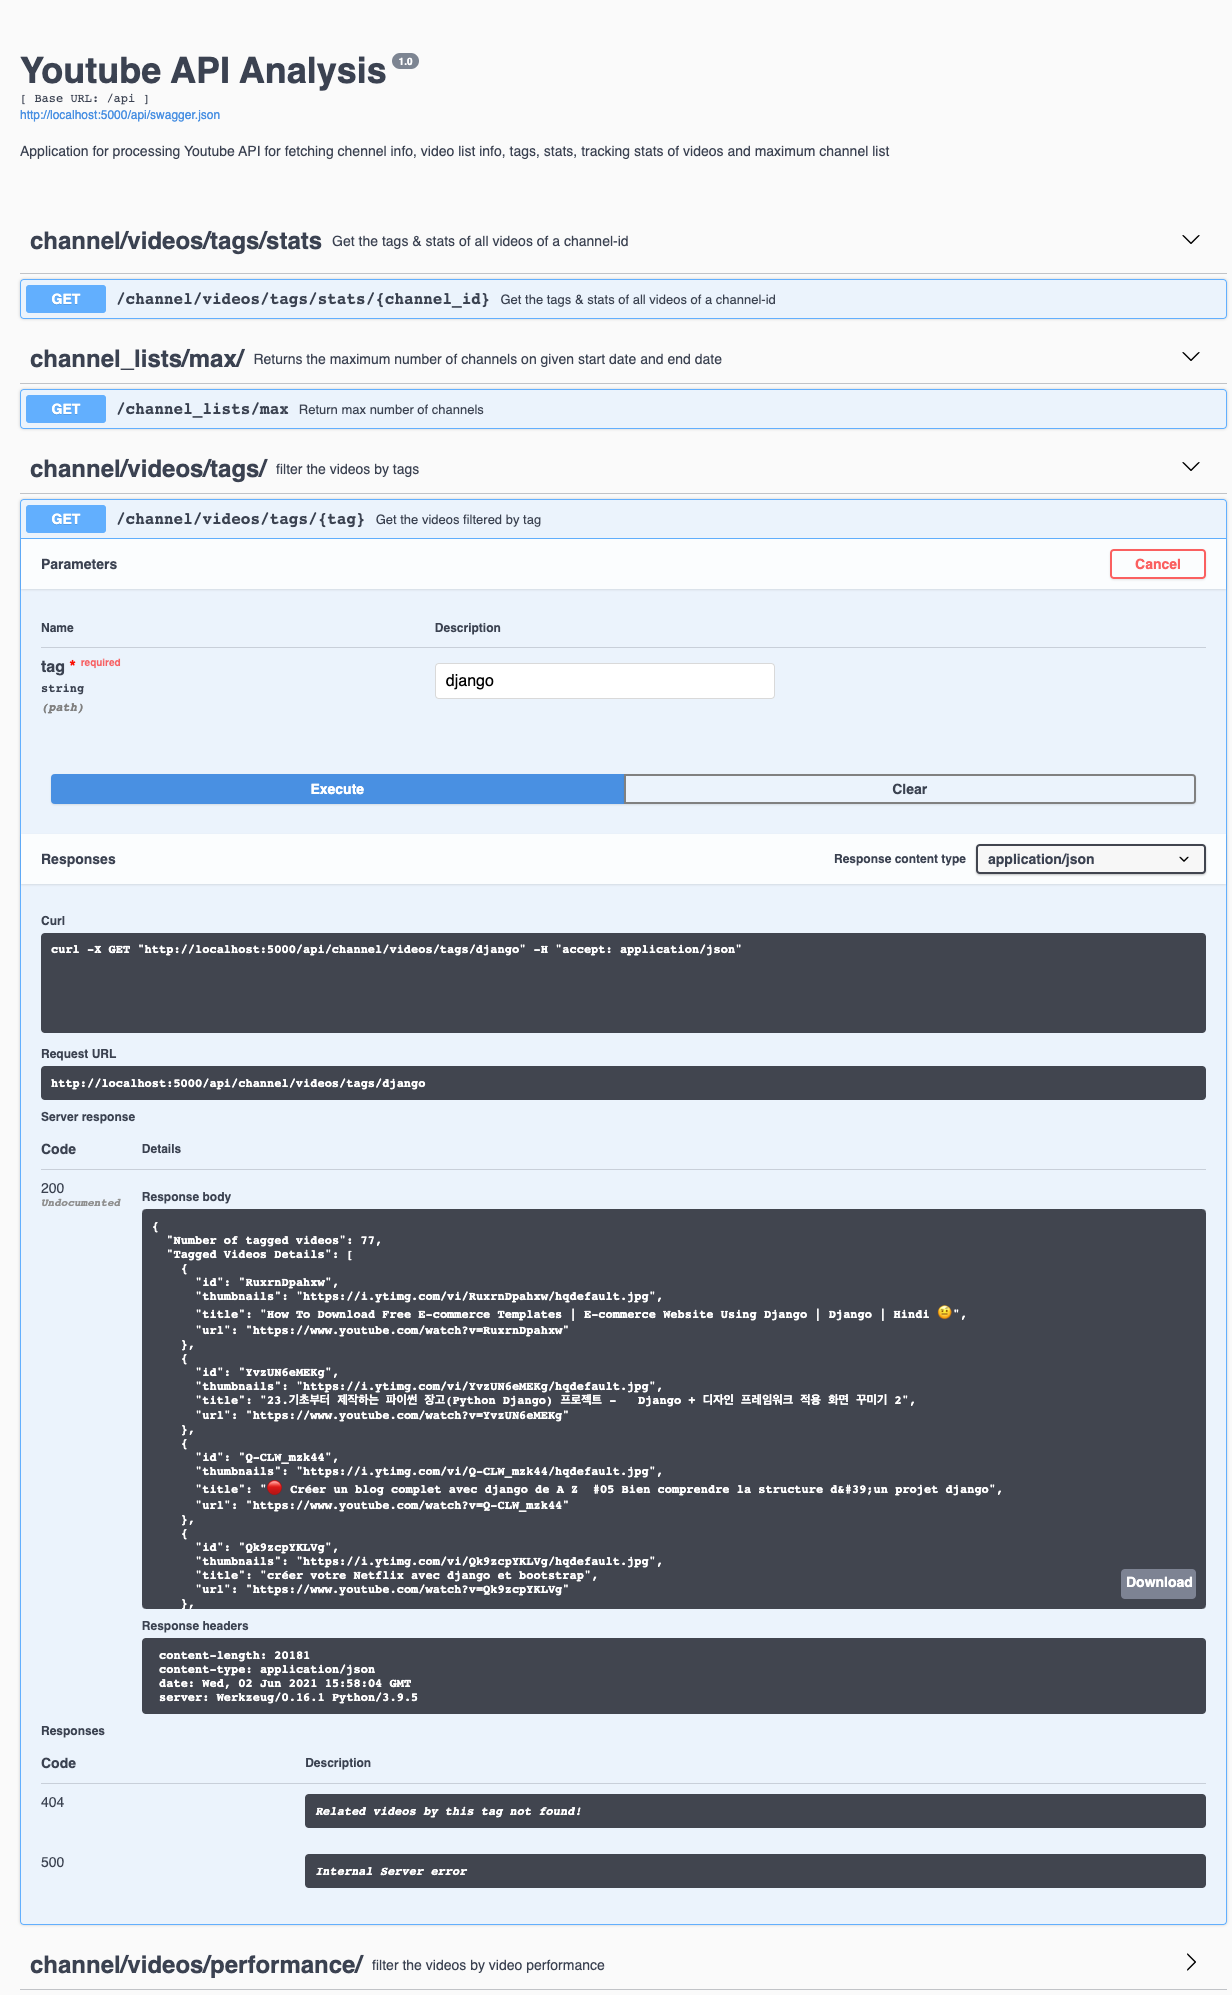 Youtube API Analysis 1.0
[ Base URL: /api ]
http://localhost:5000/api/swagger.json
Application for processing Youtube API for fetching chennel info, video list info, tags, stats, tracking stats of videos and maximum channel list
channel/videos/tags/stats Get the tags & stats of all videos of a channel-id
GET /channel/videos/tags/stats/{channel_id} Get the tags & stats of all videos of a channel-id
channel_lists/max/ Returns the maximum number of channels on given start date and end date
GET /channel_lists/max Return max number of channels
channel/videos/tags/ filter the videos by tags
GET /channel/videos/tags/{tag} Get the videos filtered by tag
Parameters Cancel
Name Description
tag * required
string
(path)
django
Execute Clear
Responses Response content type application/json
Curl
curl -X GET "http://localhost:5000/api/channel/videos/tags/django" -H "accept: application/json"
Request URL
http://localhost:5000/api/channel/videos/tags/django
Server response
Code Details
200
Undocumented
Response body
{
"Number of tagged videos": 77,
"Tagged Videos Details": [
{
"id": "RuxrnDpahxw",
"thumbnails": "https://i.ytimg.com/vi/RuxrnDpahxw/hqdefault.jpg",
"title": "How To Download Free E-commerce Templates | E-commerce Website Using Django | Django | Hindi 😉",
"url": "https://www.youtube.com/watch?v=RuxrnDpahxw"
},
{
"id": "YvzUN6eMEKg",
"thumbnails": "https://i.ytimg.com/vi/YvzUN6eMEKg/hqdefault.jpg",
"title": "23.기초부터 제작하는 파이썬 장고(Python Django) 프로젝트 -   Django + 디자인 프레임워크 적용 화면 꾸미기 2",
"url": "https://www.youtube.com/watch?v=YvzUN6eMEKg"
},
{
"id": "Q-CLW_mzk44",
"thumbnails": "https://i.ytimg.com/vi/Q-CLW_mzk44/hqdefault.jpg",
"title": "🔴 Créer un blog complet avec django de A Z  #05 Bien comprendre la structure d&#39;un projet django",
"url": "https://www.youtube.com/watch?v=Q-CLW_mzk44"
},
{
"id": "Qk9zcpYKLVg",
"thumbnails": "https://i.ytimg.com/vi/Qk9zcpYKLVg/hqdefault.jpg",
"title": "créer votre Netflix avec django et bootstrap",
"url": "https://www.youtube.com/watch?v=Qk9zcpYKLVg"
},
Download
Response headers
content-length: 20181
content-type: application/json
date: Wed, 02 Jun 2021 15:58:04 GMT
server: Werkzeug/0.16.1 Python/3.9.5
Responses
Code Description
404 Related videos by this tag not found!
500 Internal Server error
channel/videos/performance/ filter the videos by video performance